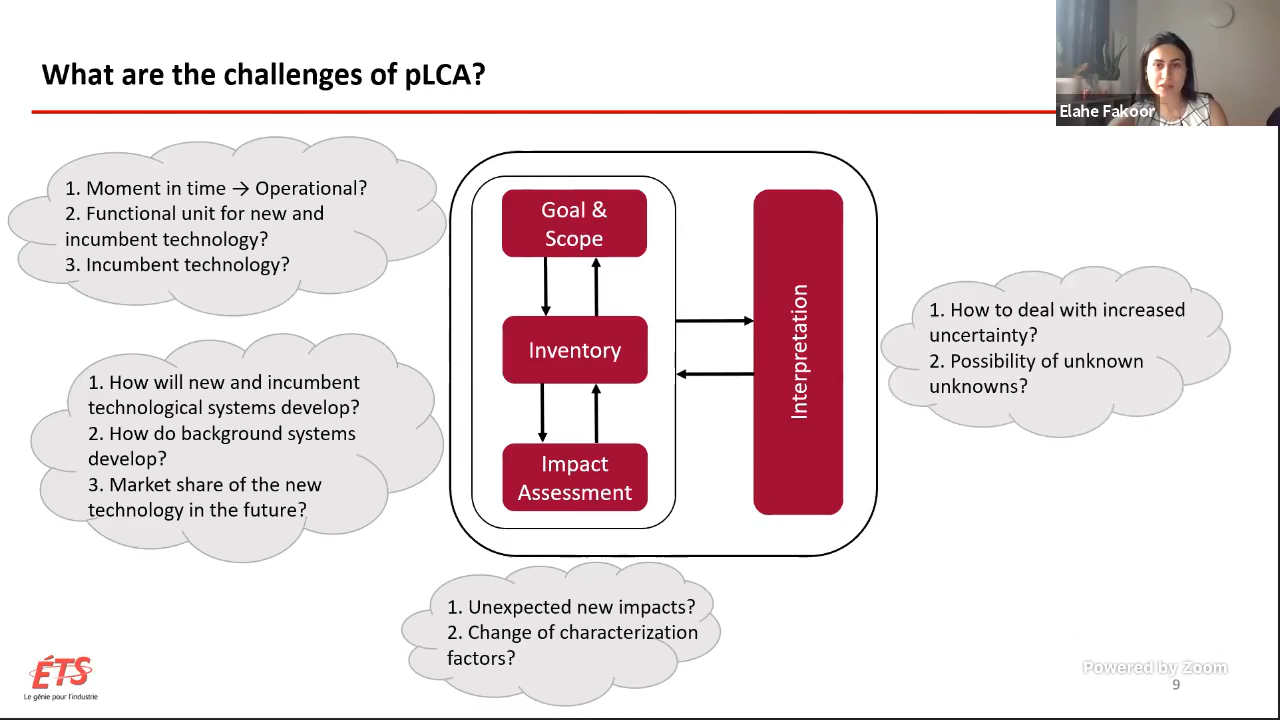 What are the challenges of pLCA?
Elahe Fakoor
1. Moment in time → Operational?
2. Functional unit for new and
incumbent technology?
3. Incumbent technology?
1. How will new and incumbent
technological systems develop?
2. How do background systems
develop?
3. Market share of the new
technology in the future?
Goal &
Scope
Inventory
Impact
Assessment
Interpretation
1. How to deal with increased
uncertainty?
2. Possibility of unknown
unknowns?
1. Unexpected new impacts?
2. Change of characterization
factors?
ÉTS
Le génie pour l'industrie
Powered by Zoom
9